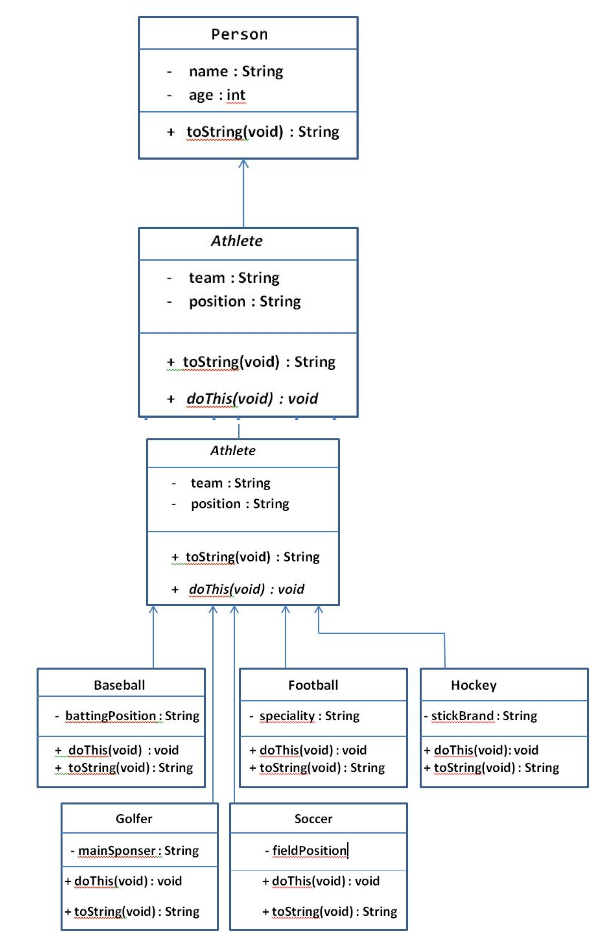 Person
- name : String
- age : int
+ toString(void) : String
Athlete
- team : String
- position : String
+ toString(void) : String
+ doThis(void) : void
Athlete
- team : String
- position : String
+ toString(void) : String
+ doThis(void) : void
Baseball
- battingPosition : String
+ doThis(void) : void
+ toString(void) : String
Football
- speciality : String
+ doThis(void) : void
+ toString(void) : String
Hockey
- stickBrand : String
+ doThis(void): void
+ toString(void) : String
Golfer
- mainSponser : String
+ doThis(void) : void
+ toString(void) : String
Soccer
- fieldPosition
+ doThis(void) : void
+ toString(void) : String